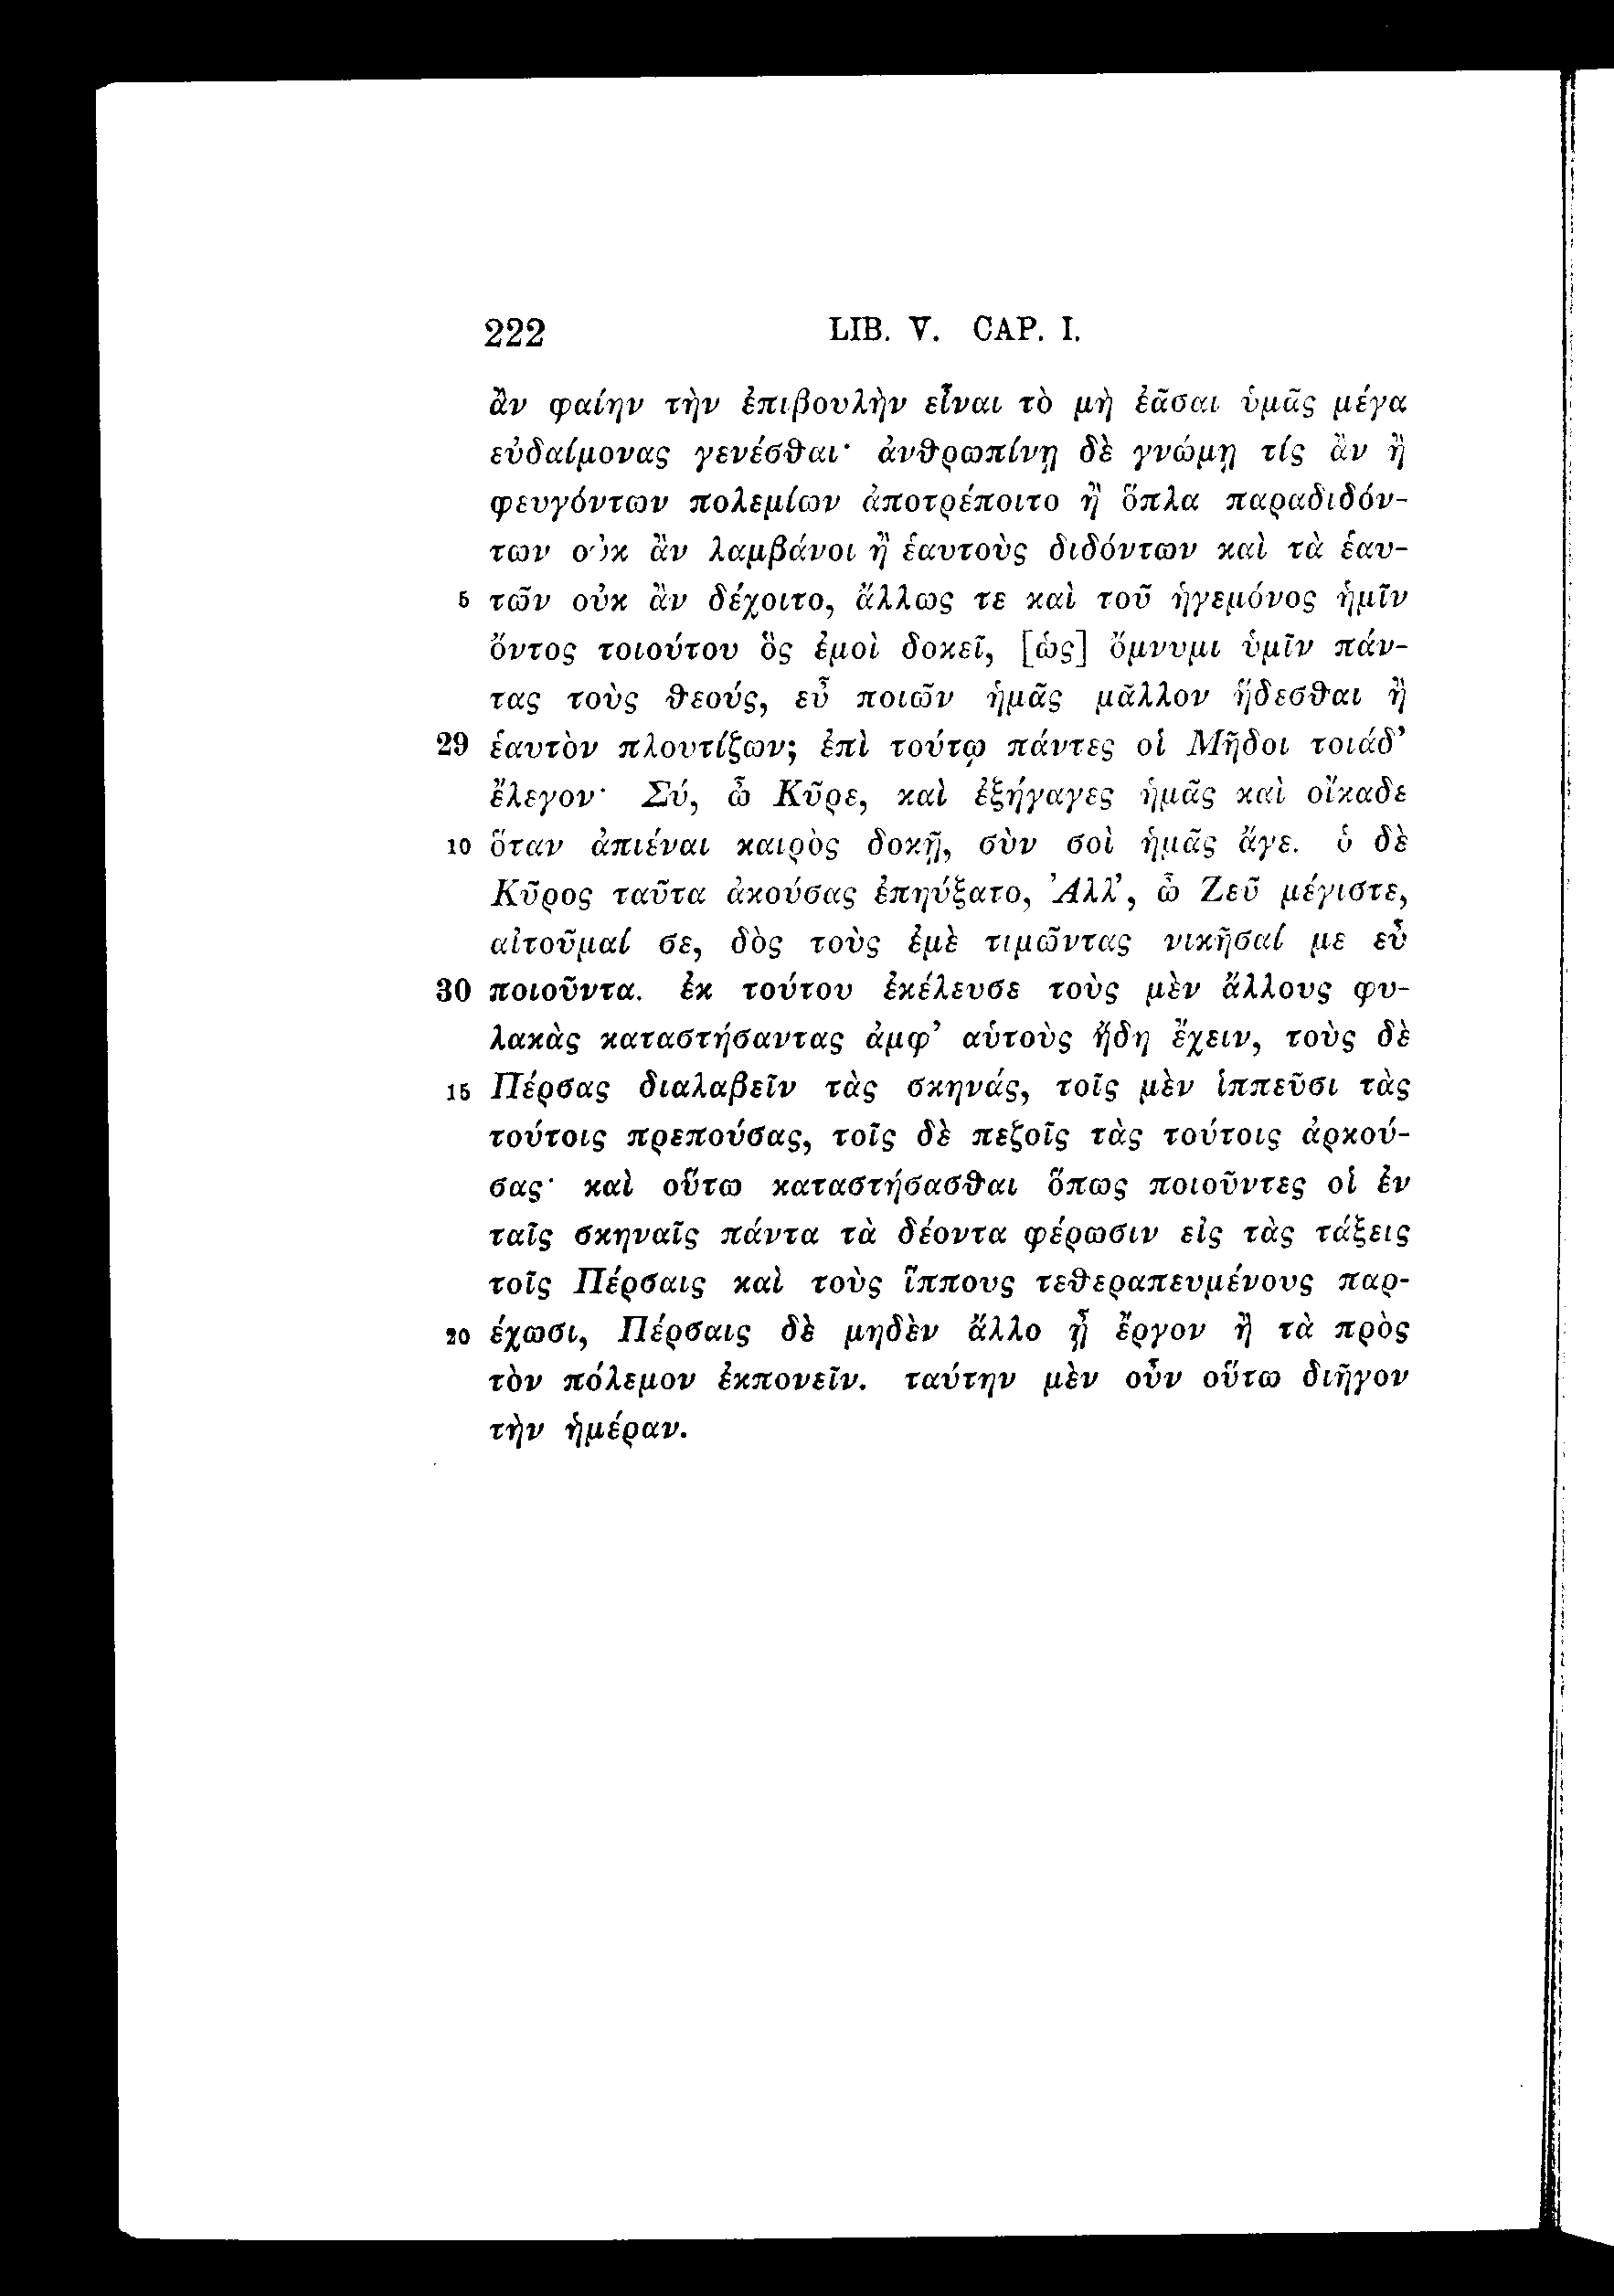 222 LIB. V. CAP. I.
ἂν φαίην τὴν ἐπιβουλὴν εἶναι τὸ μὴ ἐᾶσαι ὑμᾶς μέγα
εὐδαίμονας γενέσθαι· ἀνθρωπίνῃ δὲ γνώμῃ τίς ἂν ἢ
φευγόντων πολεμίων ἀποτρέποιτο ἢ ὅπλα παραδιδόν-
των οὐκ ἂν λαμβάνοι ἢ ἑαυτοὺς διδόντων καὶ τὰ ἑαυ-
5 τῶν οὐκ ἂν δέχοιτο, ἄλλως τε καὶ τοῦ ἡγεμόνος ἡμῖν
ὄντος τοιούτου ὃς ἐμοὶ δοκεῖ, [ὡς] ὄμνυμι ὑμῖν πάν-
τας τοὺς θεούς, εὖ ποιῶν ἡμᾶς μᾶλλον ἥδεσθαι ἢ
29 ἑαυτὸν πλουτίζων; ἐπὶ τούτῳ πάντες οἱ Μῆδοι τοιάδ’
ἔλεγον· Σύ, ὦ Κῦρε, καὶ ἐξήγαγες ἡμᾶς καὶ οἴκαδε
10 ὅταν ἀπιέναι καιρὸς δοκῇ, σὺν σοὶ ἡμᾶς ἄγε. ὁ δὲ
Κῦρος ταῦτα ἀκούσας ἐπηύξατο, Ἀλλ’, ὦ Ζεῦ μέγιστε,
αἰτοῦμαί σε, δὸς τοὺς ἐμὲ τιμῶντας νικῆσαί με εὖ
30 ποιοῦντα. ἐκ τούτου ἐκέλευσε τοὺς μὲν ἄλλους φυ-
λακὰς καταστήσαντας ἀμφ’ αὑτοὺς ἤδη ἔχειν, τοὺς δὲ
15 Πέρσας διαλαβεῖν τὰς σκηνάς, τοῖς μὲν ἱππεῦσι τὰς
τούτοις πρεπούσας, τοῖς δὲ πεζοῖς τὰς τούτοις ἀρκού-
σας· καὶ οὕτω καταστήσασθαι ὅπως ποιοῦντες οἱ ἐν
ταῖς σκηναῖς πάντα τὰ δέοντα φέρωσιν εἰς τὰς τάξεις
τοῖς Πέρσαις καὶ τοὺς ἵππους τεθεραπευμένους παρ-
20 έχωσι, Πέρσαις δὲ μηδὲν ἄλλο ᾖ ἔργον ἢ τὰ πρὸς
τὸν πόλεμον ἐκπονεῖν. ταύτην μὲν οὖν οὕτω διῆγον
τὴν ἡμέραν.